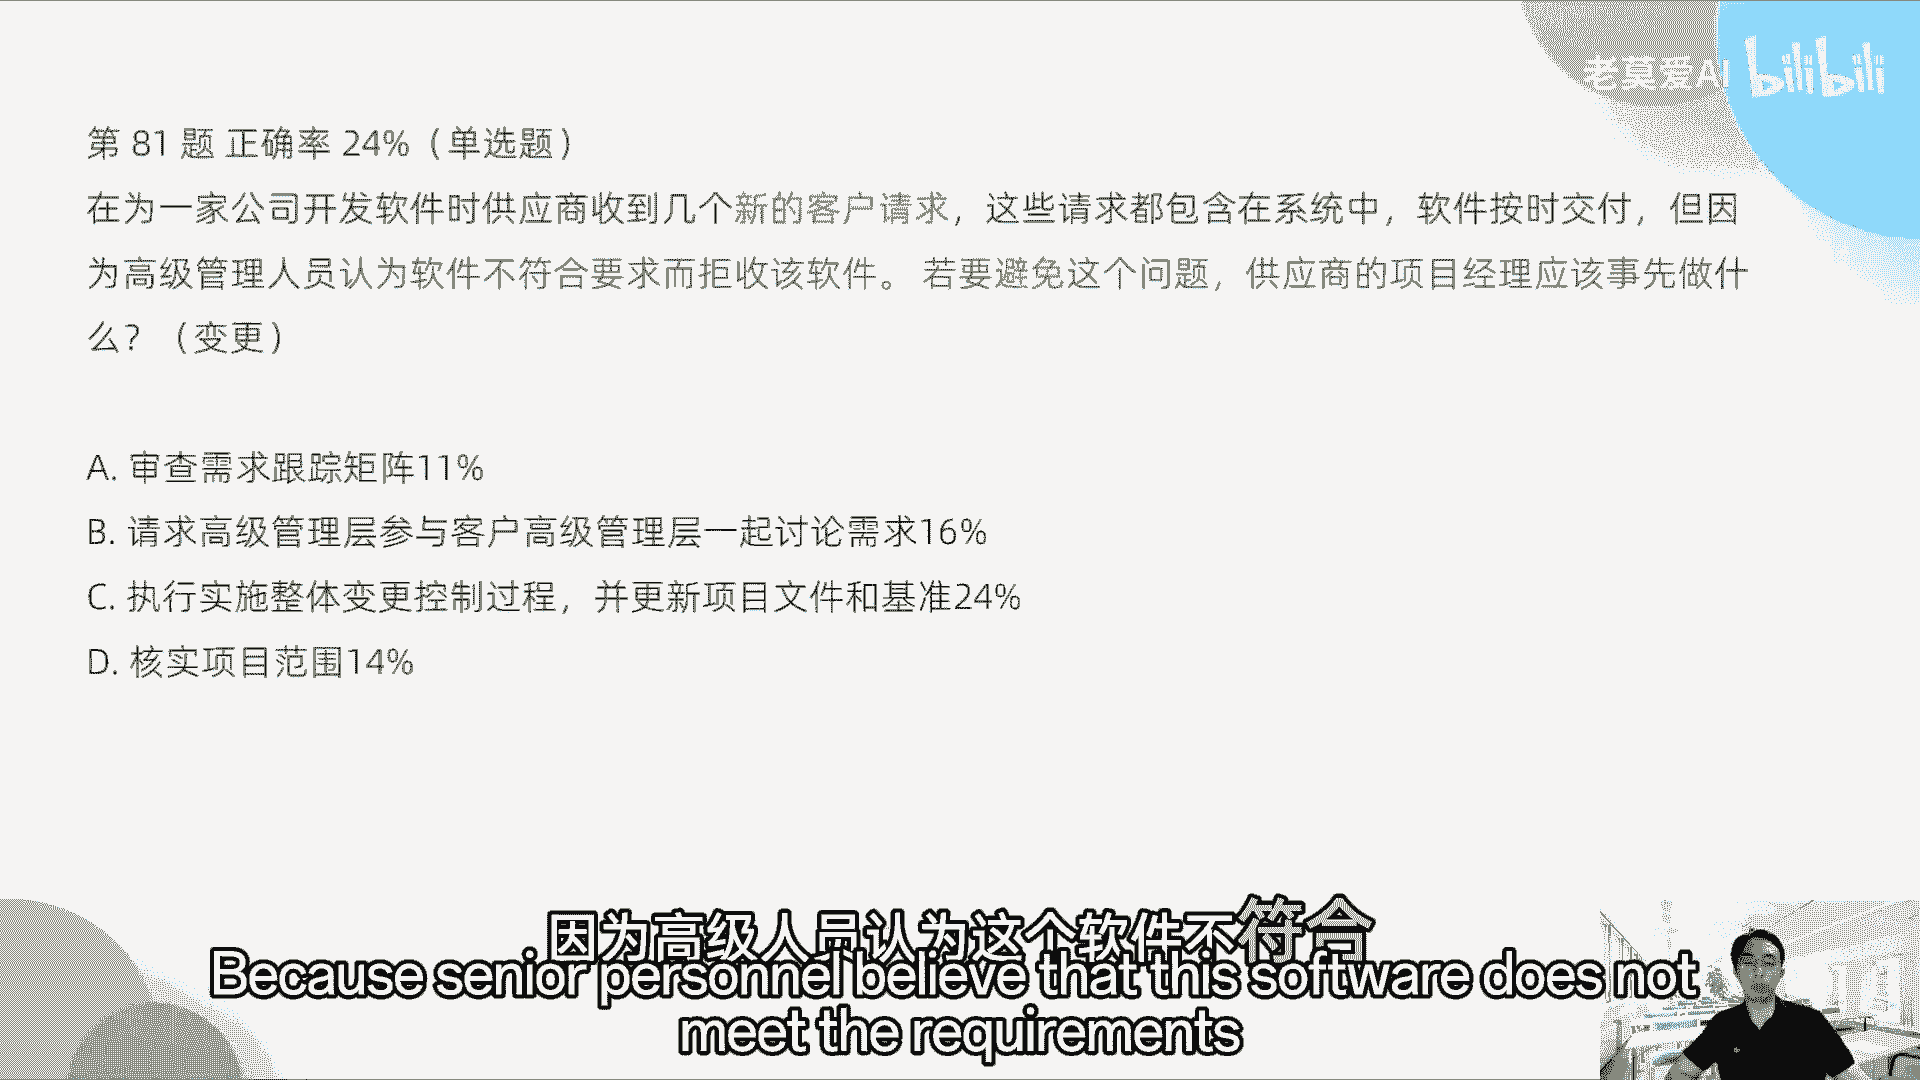 老莫爱AI bilibili
第 81 题 正确率 24%（单选题）
在为一家公司开发软件时供应商收到几个新的客户请求，这些请求都包含在系统中，软件按时交付，但因
为高级管理人员认为软件不符合要求而拒收该软件。 若要避免这个问题，供应商的项目经理应该事先做什
么？（变更）
A. 审查需求跟踪矩阵11%
B. 请求高级管理层参与客户高级管理层一起讨论需求16%
C. 执行实施整体变更控制过程，并更新项目文件和基准24%
D. 核实项目范围14%
因为高级人员认为这个软件不符合
Because senior personnel believe that this software does not
meet the requirements